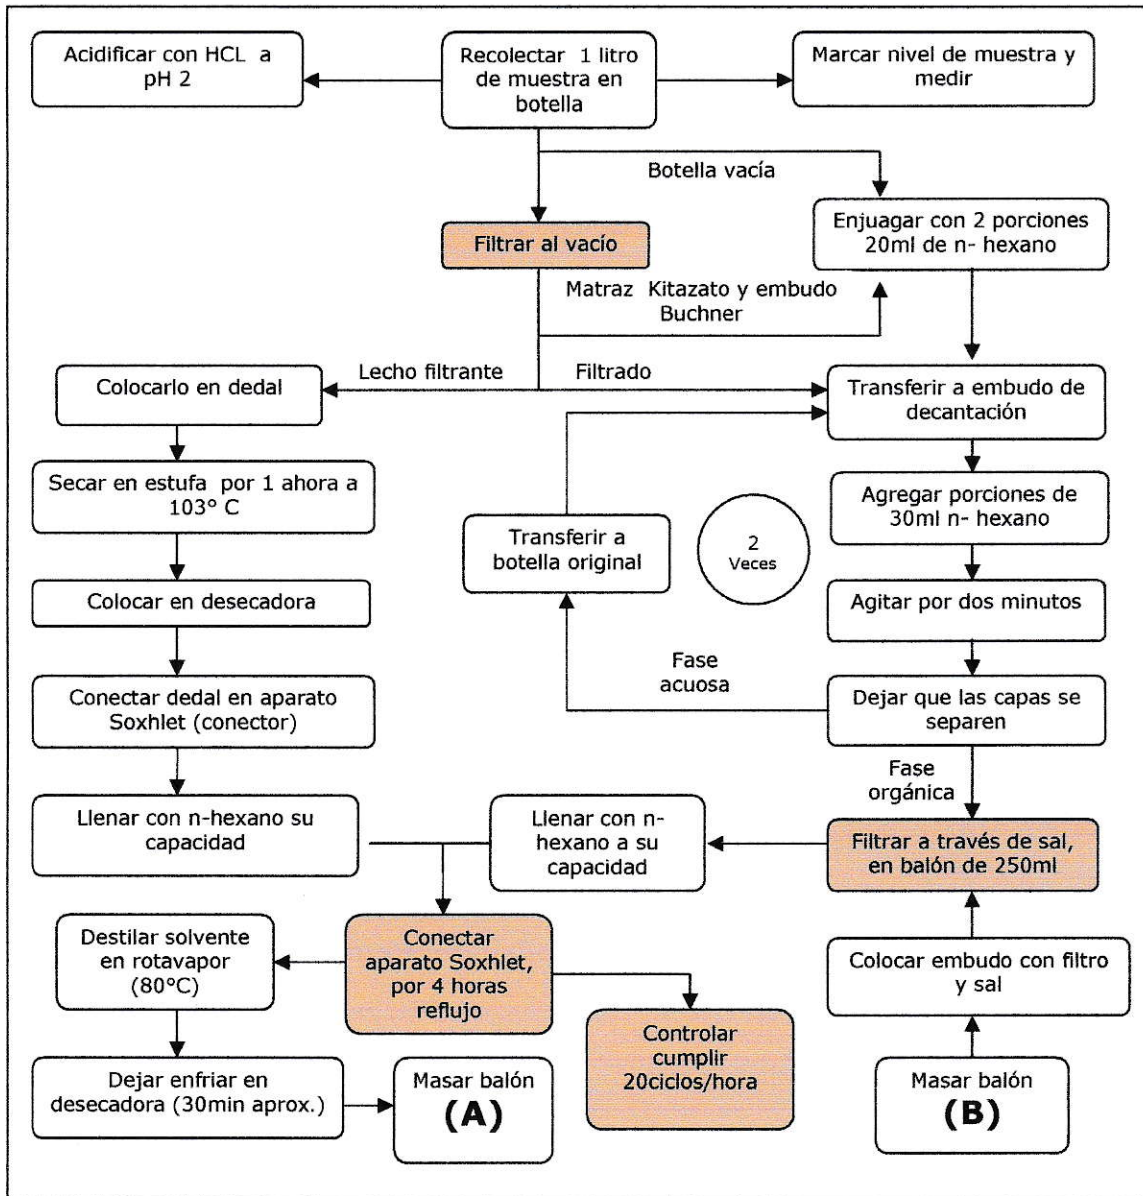 Acidificar con HCL a
pH 2
Recolectar 1 litro
de muestra en
botella
Marcar nivel de muestra y
medir
Botella vacía
Filtrar al vacío
Enjuagar con 2 porciones
20ml de n- hexano
Matraz Kitazato y embudo
Buchner
Colocarlo en dedal
Lecho filtrante
Filtrado
Transferir a embudo de
decantación
Secar en estufa por 1 ahora a
103° C
Agregar porciones de
30ml n- hexano
Transferir a
botella original
2
Veces
Colocar en desecadora
Agitar por dos minutos
Fase
acuosa
Conectar dedal en aparato
Soxhlet (conector)
Dejar que las capas se
separen
Fase
orgánica
Llenar con n-hexano su
capacidad
Llenar con n-
hexano a su
capacidad
Filtrar a través de sal,
en balón de 250ml
Destilar solvente
en rotavapor
(80°C)
Conectar
aparato Soxhlet,
por 4 horas
reflujo
Colocar embudo con filtro
y sal
Controlar
cumplir
20ciclos/hora
Dejar enfriar en
desecadora (30min aprox.)
Masar balón
(A)
Masar balón
(B)